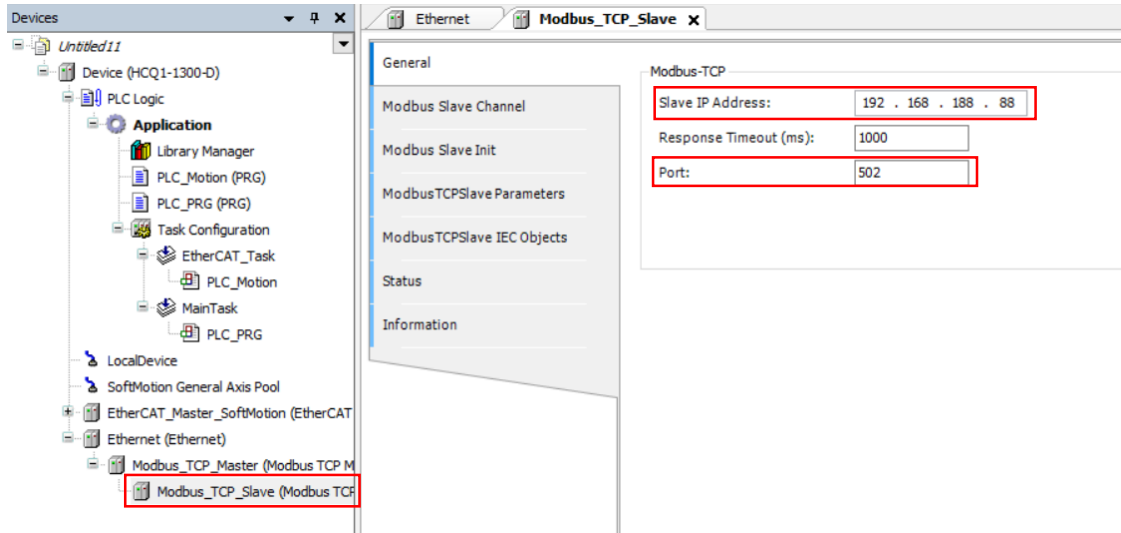 Devices
Untitled11
Device (HCQ1-1300-D)
PLC Logic
Application
Library Manager
PLC_Motion (PRG)
PLC_PRG (PRG)
Task Configuration
EtherCAT_Task
PLC_Motion
MainTask
PLC_PRG
LocalDevice
SoftMotion General Axis Pool
EtherCAT_Master_SoftMotion (EtherCAT
Ethernet (Ethernet)
Modbus_TCP_Master (Modbus TCP M
Modbus_TCP_Slave (Modbus TCP
Ethernet
Modbus_TCP_Slave
General
Modbus Slave Channel
Modbus Slave Init
ModbusTCPSlave Parameters
ModbusTCPSlave IEC Objects
Status
Information
Modbus-TCP
Slave IP Address: 192 . 168 . 188 . 88
Response Timeout (ms): 1000
Port: 502